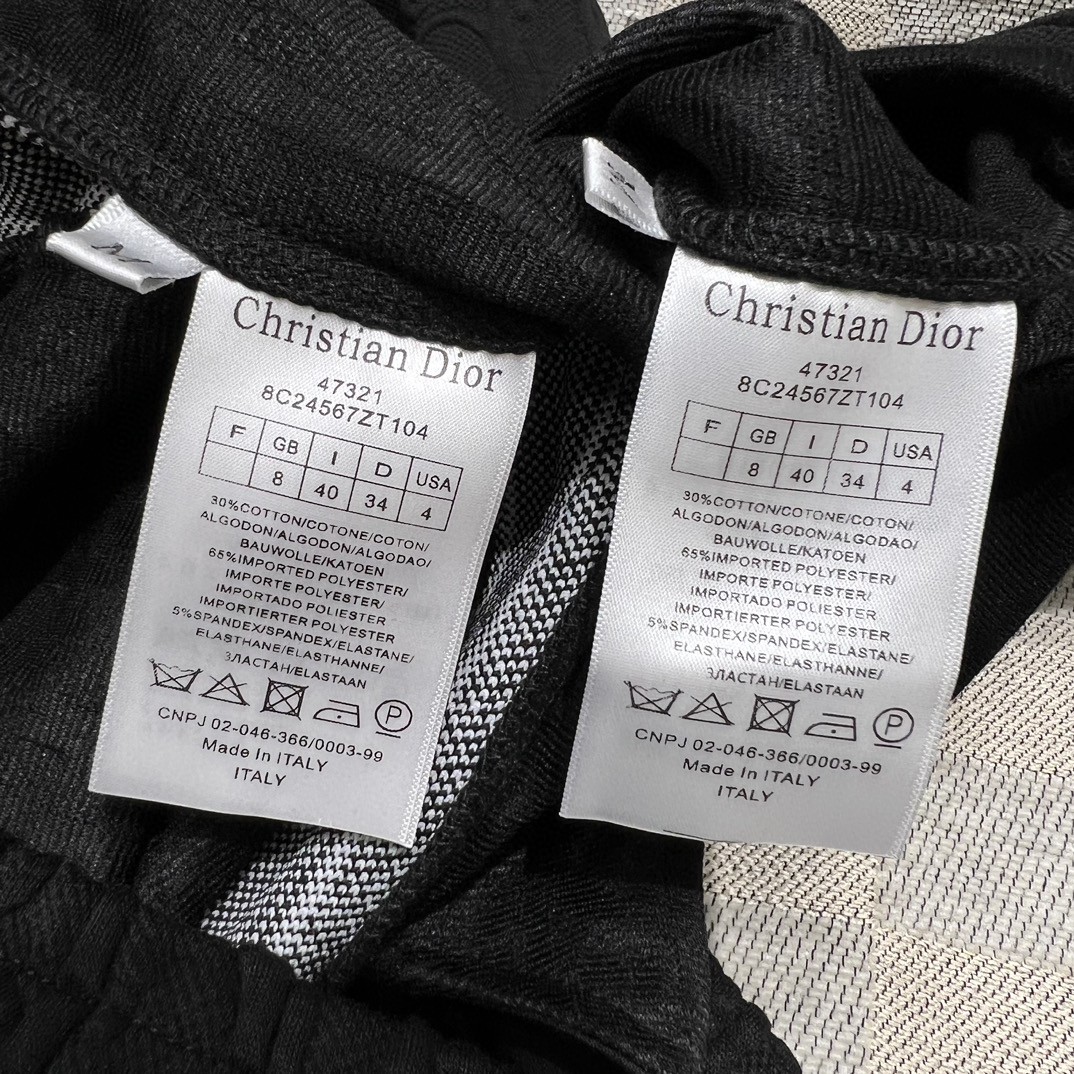 M
Christian Dior
47321
8C24567ZT104
F GB I D USA
8 40 34 4
30%COTTON/COTONE/COTON/
ALGODON/ALGODON/ALGODAO/
BAUWOLLE/KATOEN
65%IMPORTED POLYESTER/
IMPORTE POLYESTER/
IMPORTADO POLIESTER
IMPORTIERTER POLYESTER
5%SPANDEX/SPANDEX/ELASTANE/
ELASTHANE/ELASTHANNE/
ЗЛАСТАН/ELASTAAN
P
CNPJ 02-046-366/0003-99
Made In ITALY
ITALY
Christian Dior
47321
8C24567ZT104
F GB I D USA
8 40 34 4
30%COTTON/COTONE/COTON/
ALGODON/ALGODON/ALGODAO/
BAUWOLLE/KATOEN
65%IMPORTED POLYESTER/
IMPORTE POLYESTER/
IMPORTADO POLIESTER
IMPORTIERTER POLYESTER
5%SPANDEX/SPANDEX/ELASTANE/
ELASTHANE/ELASTHANNE/
ЗЛАСТАН/ELASTAAN
P
CNPJ 02-046-366/0003-99
Made In ITALY
ITALY